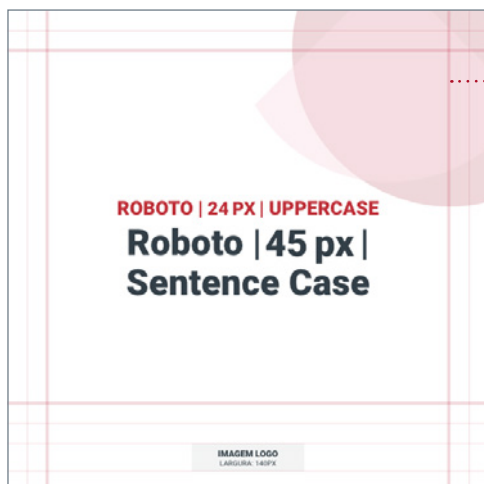 ROBOTO | 24 PX | UPPERCASE
Roboto | 45 px |
Sentence Case
IMAGEM LOGO
LARGURA: 140PX